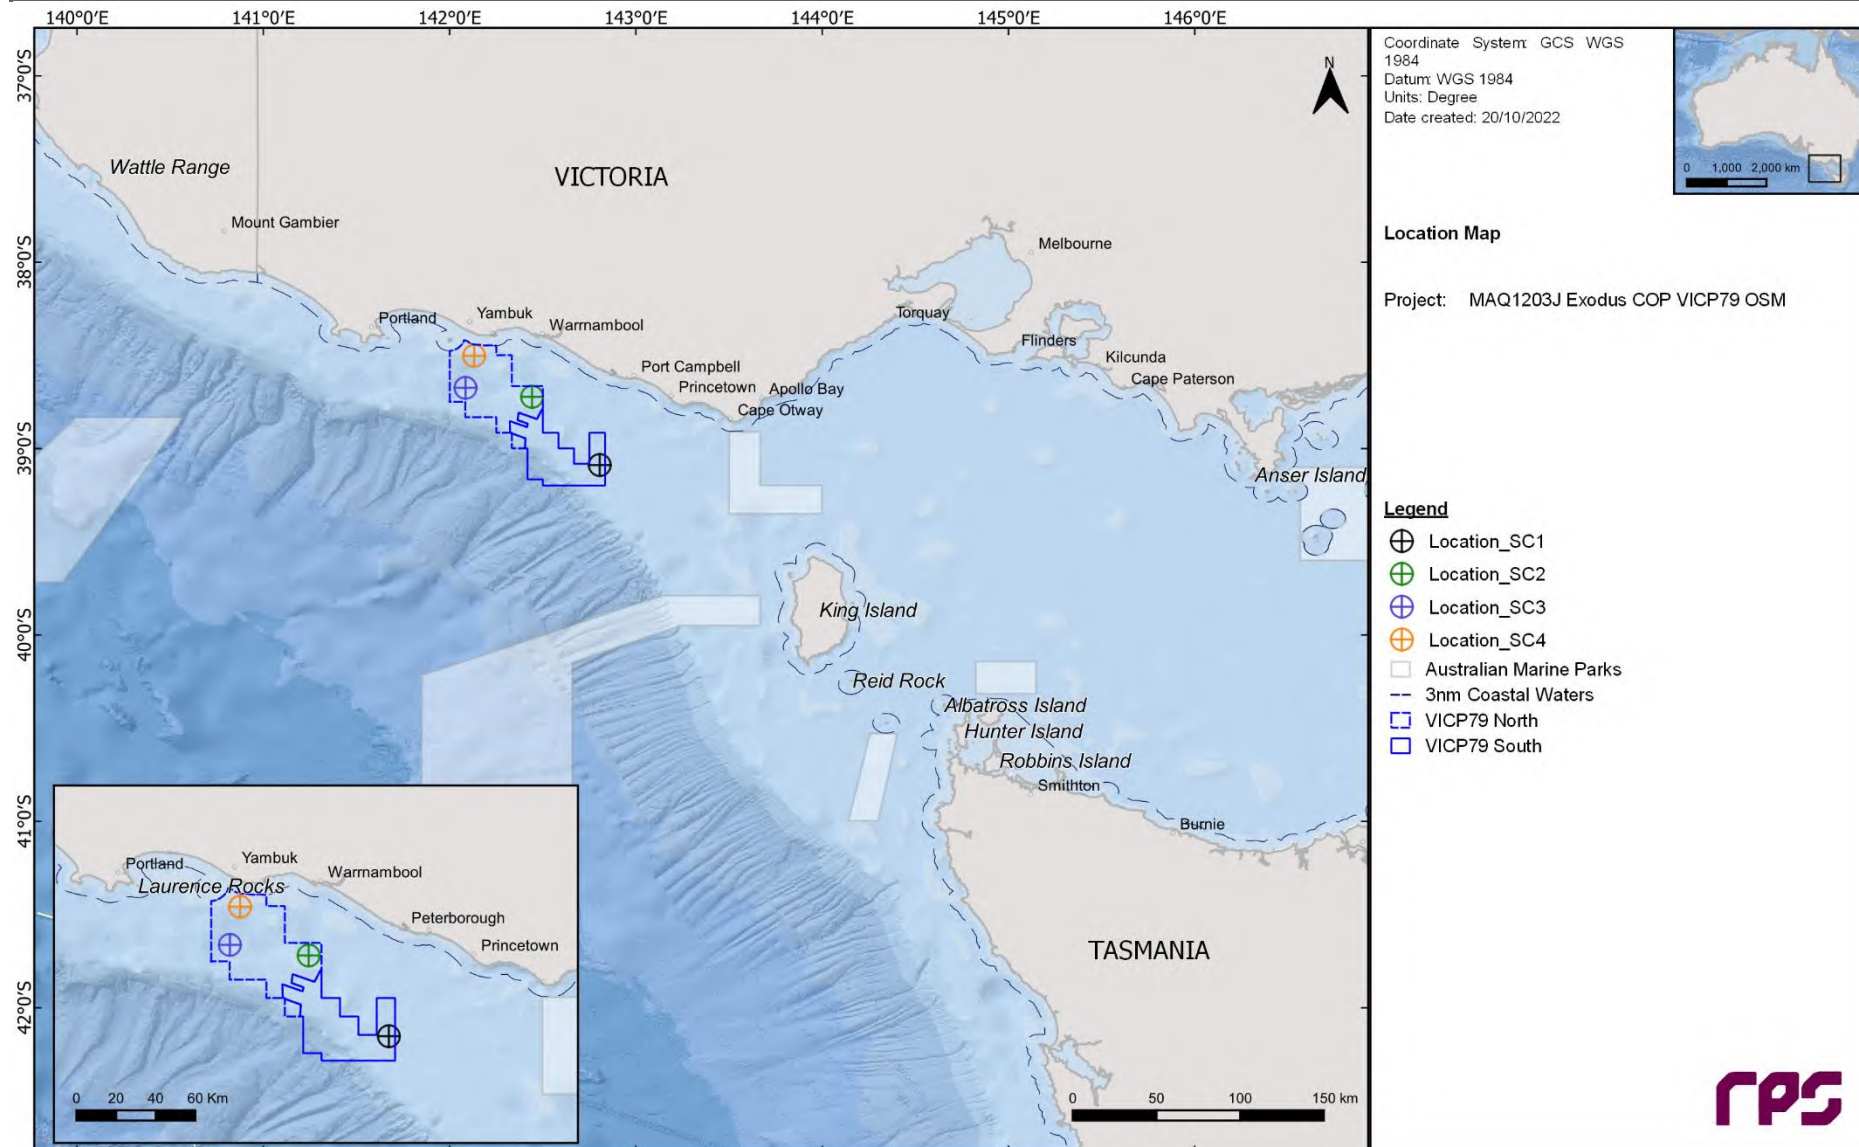 140°0'E 141°0'E 142°0'E 143°0'E 144°0'E 145°0'E 146°0'E
37°0'S
38°0'S
39°0'S
40°0'S
41°0'S
42°0'S
N
Wattle Range
VICTORIA
Mount Gambier
Melbourne
Portland
Yambuk
Warrnambool
Torquay
Flinders
Kilcunda
Port Campbell
Cape Paterson
Princetown
Apollo Bay
Cape Otway
Anser Island
King Island
Reid Rock
Albatross Island
Hunter Island
Robbins Island
Smithton
Burnie
TASMANIA
0 50 100 150 km
Portland
Yambuk
Warrnambool
Laurence Rocks
Peterborough
Princetown
0 20 40 60 Km
Coordinate System: GCS WGS
1984
Datum: WGS 1984
Units: Degree
Date created: 20/10/2022
0 1,000 2,000 km
Location Map
Project: MAQ1203J Exodus COP VICP79 OSM
Legend
Location_SC1
Location_SC2
Location_SC3
Location_SC4
Australian Marine Parks
3nm Coastal Waters
VICP79 North
VICP79 South
rps